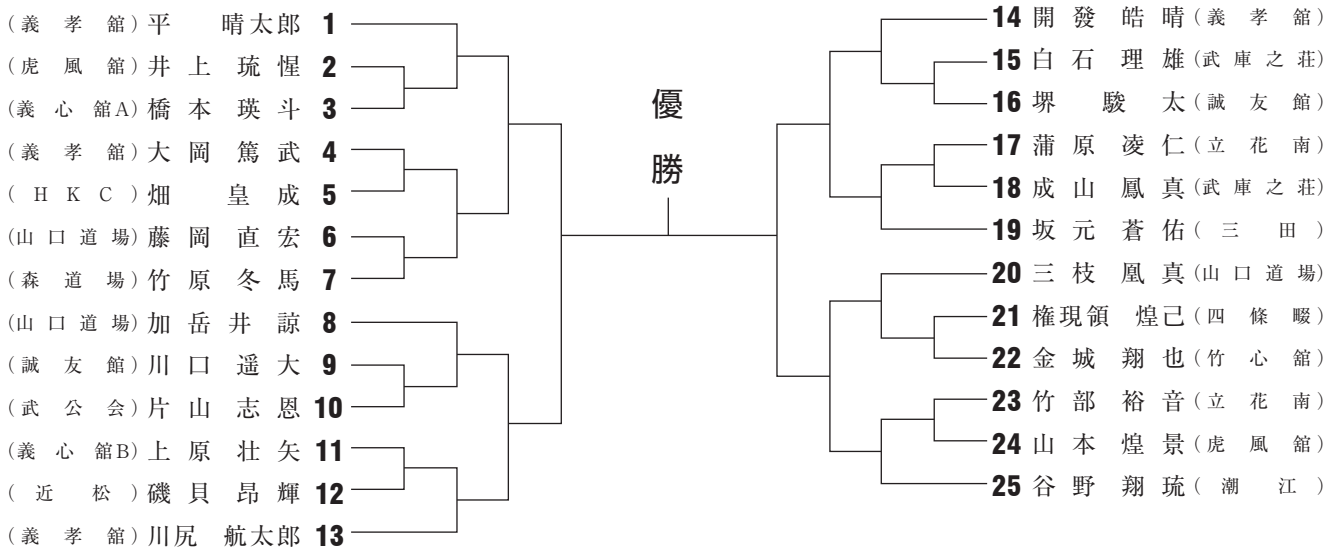 (義孝舘)平 晴太郎 1
(虎風舘)井上琉惺 2
(義心舘A)橋本瑛斗 3
(義孝舘)大岡篤武 4
(HKC)畑 皇成 5
(山口道場)藤岡直宏 6
(森道場)竹原冬馬 7
(山口道場)加岳井諒 8
(誠友館)川口遥大 9
(武公会)片山志恩 10
(義心舘B)上原壮矢 11
(近松)磯貝昂輝 12
(義孝舘)川尻航太郎 13
優勝
14 開發皓晴(義孝舘)
15 白石理雄(武庫之荘)
16 堺 駿太(誠友館)
17 蒲原凌仁(立花南)
18 成山鳳真(武庫之荘)
19 坂元蒼佑(三田)
20 三枝凰真(山口道場)
21 権現領 煌己(四條畷)
22 金城翔也(竹心舘)
23 竹部裕音(立花南)
24 山本煌景(虎風舘)
25 谷野翔琉(潮江)